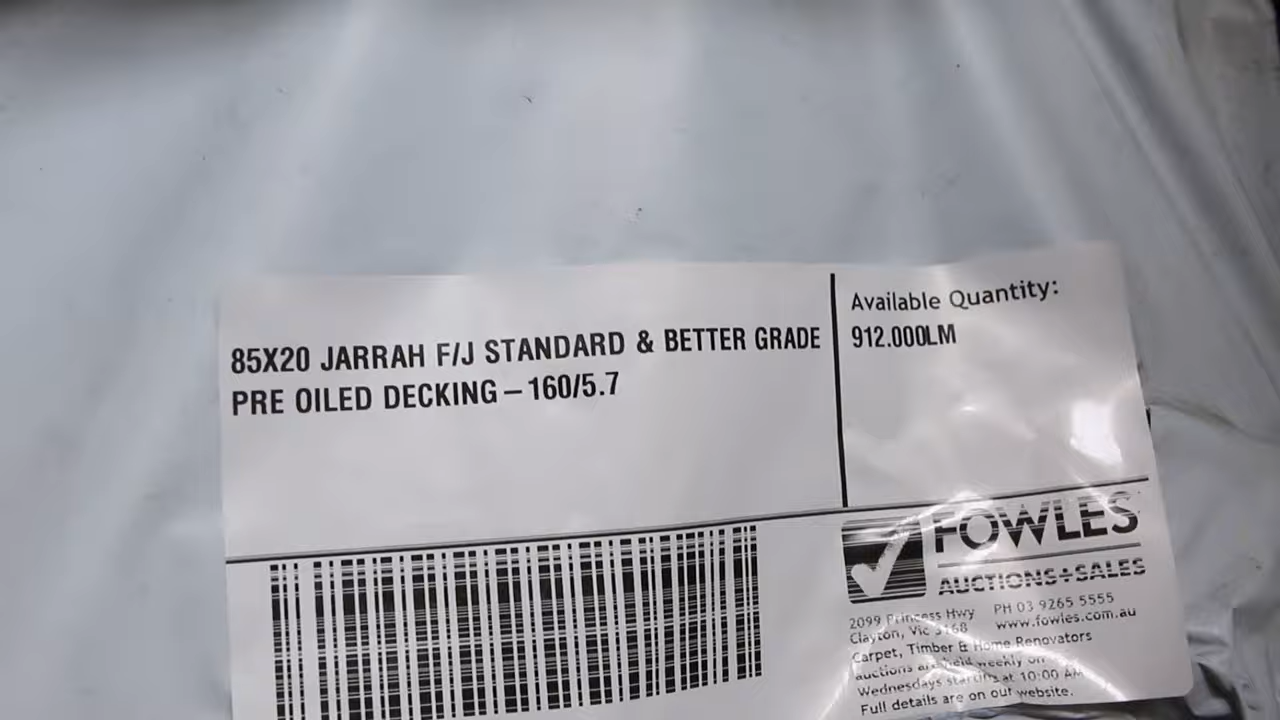 85X20 JARRAH F/J STANDARD & BETTER GRADE
PRE OILED DECKING – 160/5.7
Available Quantity:
912.000LM
FOWLES
AUCTIONS+SALES
2099 Princess Hwy PH 03 9265 5555
Clayton, Vic 3168 www.fowles.com.au
Carpet, Timber & Home Renovators
auctions are held weekly on
Wednesdays starting at 10:00 AM
Full details are on our website.